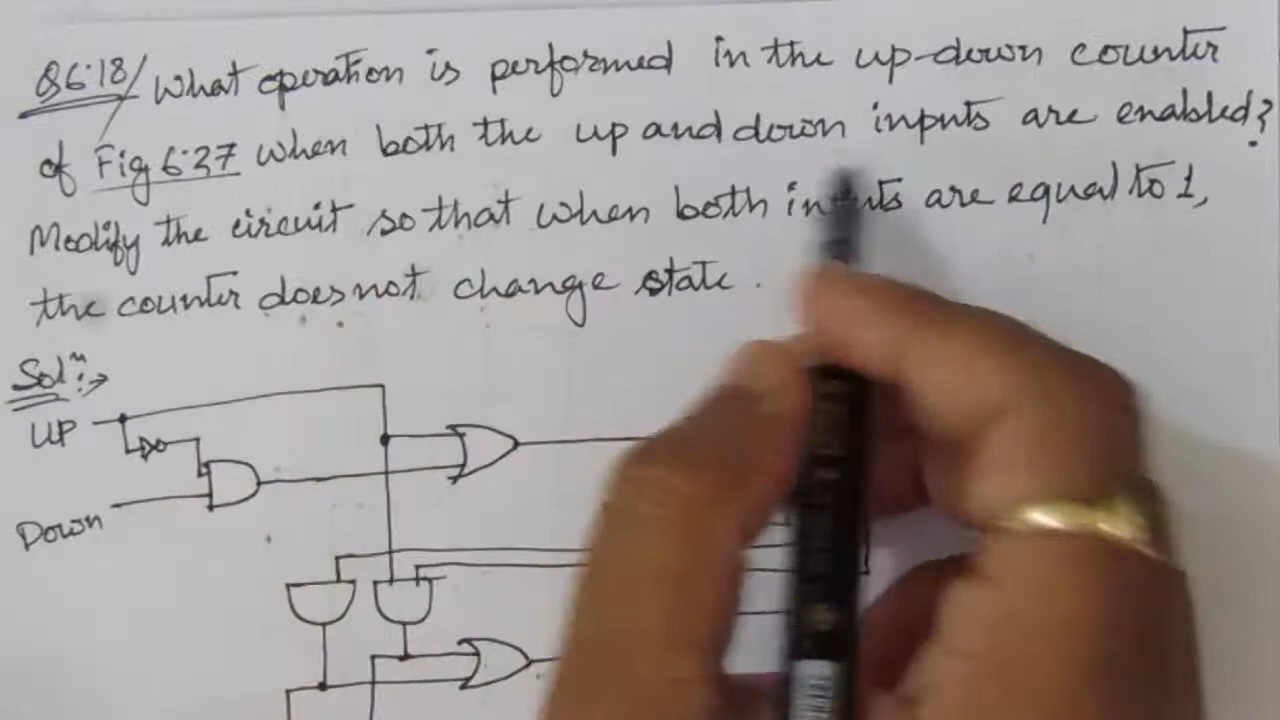 Q6.18/ What operation is performed in the up-down counter
of Fig 6.27 when both the up and down inputs are enabled?
Modify the circuit so that when both inputs are equal to 1,
the counter does not change state.
Solⁿ:→
UP
Down